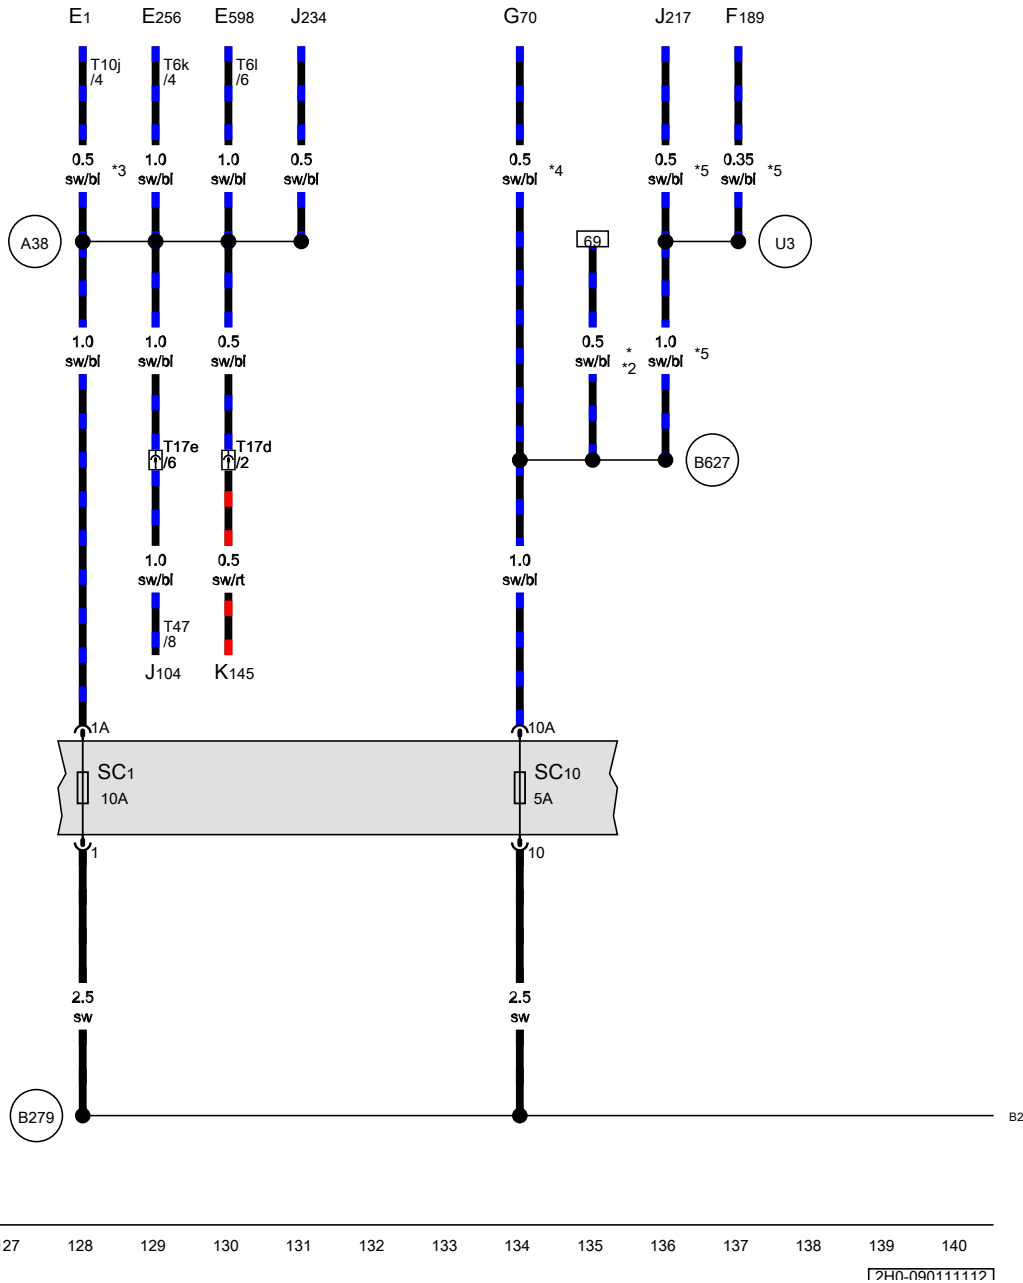 E1 E256 E598 J234 G70 J217 F189
T10j /4
T6k /4
T6l /6
0.5 sw/bl *3
1.0 sw/bl
1.0 sw/bl
0.5 sw/bl
0.5 sw/bl *4
0.5 sw/bl *5
0.35 sw/bl *5
A38
69
U3
1.0 sw/bl
1.0 sw/bl
0.5 sw/bl
0.5 sw/bl * *2
1.0 sw/bl *5
T17e /6
T17d /2
B627
1.0 sw/bl
0.5 sw/rt
1.0 sw/bl
T47 /8
J104 K145
1A 10A
SC1 10A
SC10 5A
1 10
2.5 sw
2.5 sw
B279
B2
127 128 129 130 131 132 133 134 135 136 137 138 139 140
2H0-090111112